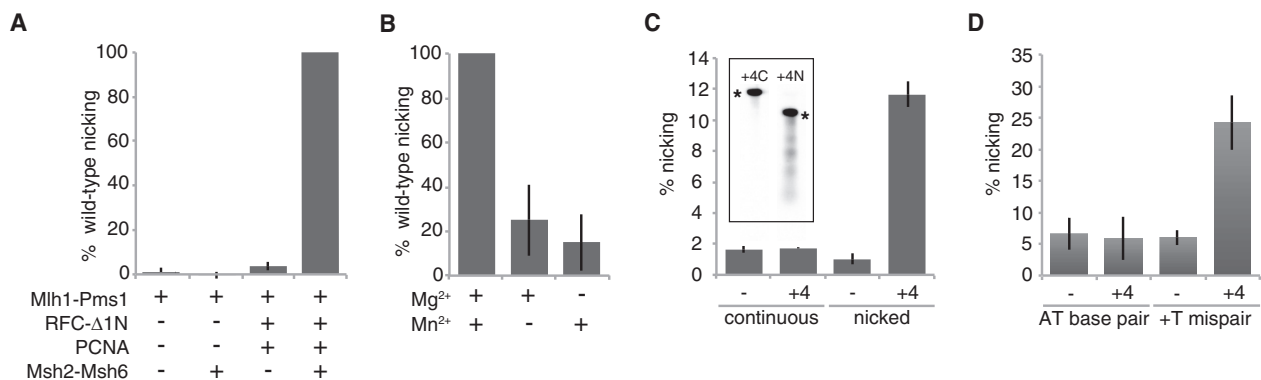 A
% wild-type nicking
100
80
60
40
20
0
Mlh1-Pms1 + + + +
RFC-Δ1N - - + +
PCNA - - + +
Msh2-Msh6 - + - +
B
% wild-type nicking
100
80
60
40
20
0
Mg2+ + + -
Mn2+ + - +
C
% nicking
14
12
10
8
6
4
2
0
+4C +4N
* *
- +4 - +4
continuous nicked
D
% nicking
35
30
25
20
15
10
5
0
- +4 - +4
AT base pair +T mispair